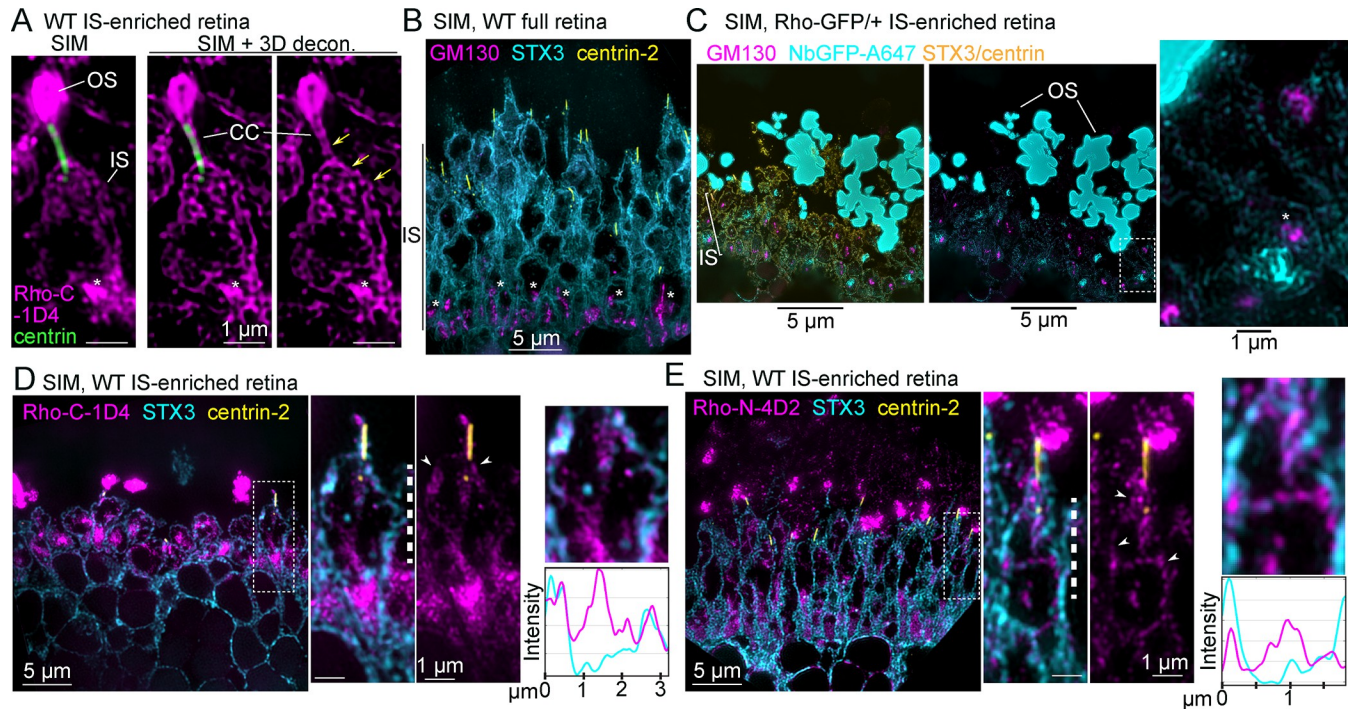 A WT IS-enriched retina
SIM
SIM + 3D decon.
OS
CC
IS
*
*
*
Rho-C
-1D4
centrin
1 µm
B SIM, WT full retina
GM130 STX3 centrin-2
IS
* * * * * *
5 µm
C SIM, Rho-GFP/+ IS-enriched retina
GM130 NbGFP-A647 STX3/centrin
OS
IS
*
5 µm
5 µm
1 µm
D SIM, WT IS-enriched retina
Rho-C-1D4 STX3 centrin-2
5 µm
1 µm
Intensity
µm
0 1 2 3
E SIM, WT IS-enriched retina
Rho-N-4D2 STX3 centrin-2
5 µm
1 µm
Intensity
µm 0 1